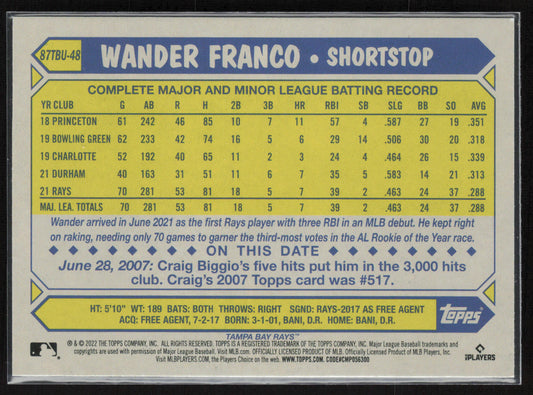 87TBU-48 WANDER FRANCO • SHORTSTOP
COMPLETE MAJOR AND MINOR LEAGUE BATTING RECORD
YR CLUB G AB R H 2B 3B HR RBI SB SLG BB SO AVG
18 PRINCETON 61 242 46 85 10 7 11 57 4 .587 27 19 .351
19 BOWLING GREEN 62 233 42 74 16 5 6 29 14 .506 30 20 .318
19 CHARLOTTE 52 192 40 65 11 2 3 24 4 .464 26 15 .339
21 DURHAM 40 163 31 51 11 6 7 35 5 .583 14 21 .313
21 RAYS 70 281 53 81 18 5 7 39 2 .463 24 37 .288
MAJ. LEA. TOTALS 70 281 53 81 18 5 7 39 2 .463 24 37 .288
Wander arrived in June 2021 as the first Rays player with three RBI in an MLB debut. He kept right
on raking, needing only 70 games to garner the third-most votes in the AL Rookie of the Year race.
ON THIS DATE
June 28, 2007: Craig Biggio's five hits put him in the 3,000 hits
club. Craig's 2007 Topps card was #517.
HT: 5'10" WT: 189 BATS: BOTH THROWS: RIGHT SGND: RAYS-2017 AS FREE AGENT
ACQ: FREE AGENT, 7-2-17 BORN: 3-1-01, BANI, D.R. HOME: BANI, D.R.
Topps
TAMPA BAY RAYS™
® & © 2022 THE TOPPS COMPANY, INC. ALL RIGHTS RESERVED. TOPPS IS A REGISTERED TRADEMARK OF THE TOPPS COMPANY, INC. Major League Baseball trademarks and
copyrights are used with permission of Major League Baseball. Visit MLB.com. OFFICIALLY LICENSED PRODUCT OF MLB. Officially Licensed Product of MLB Players, Inc.
Visit MLBPLAYERS.com, the Players Choice on the web. WWW.TOPPS.COM. CODE#CMP056300
PLAYERS